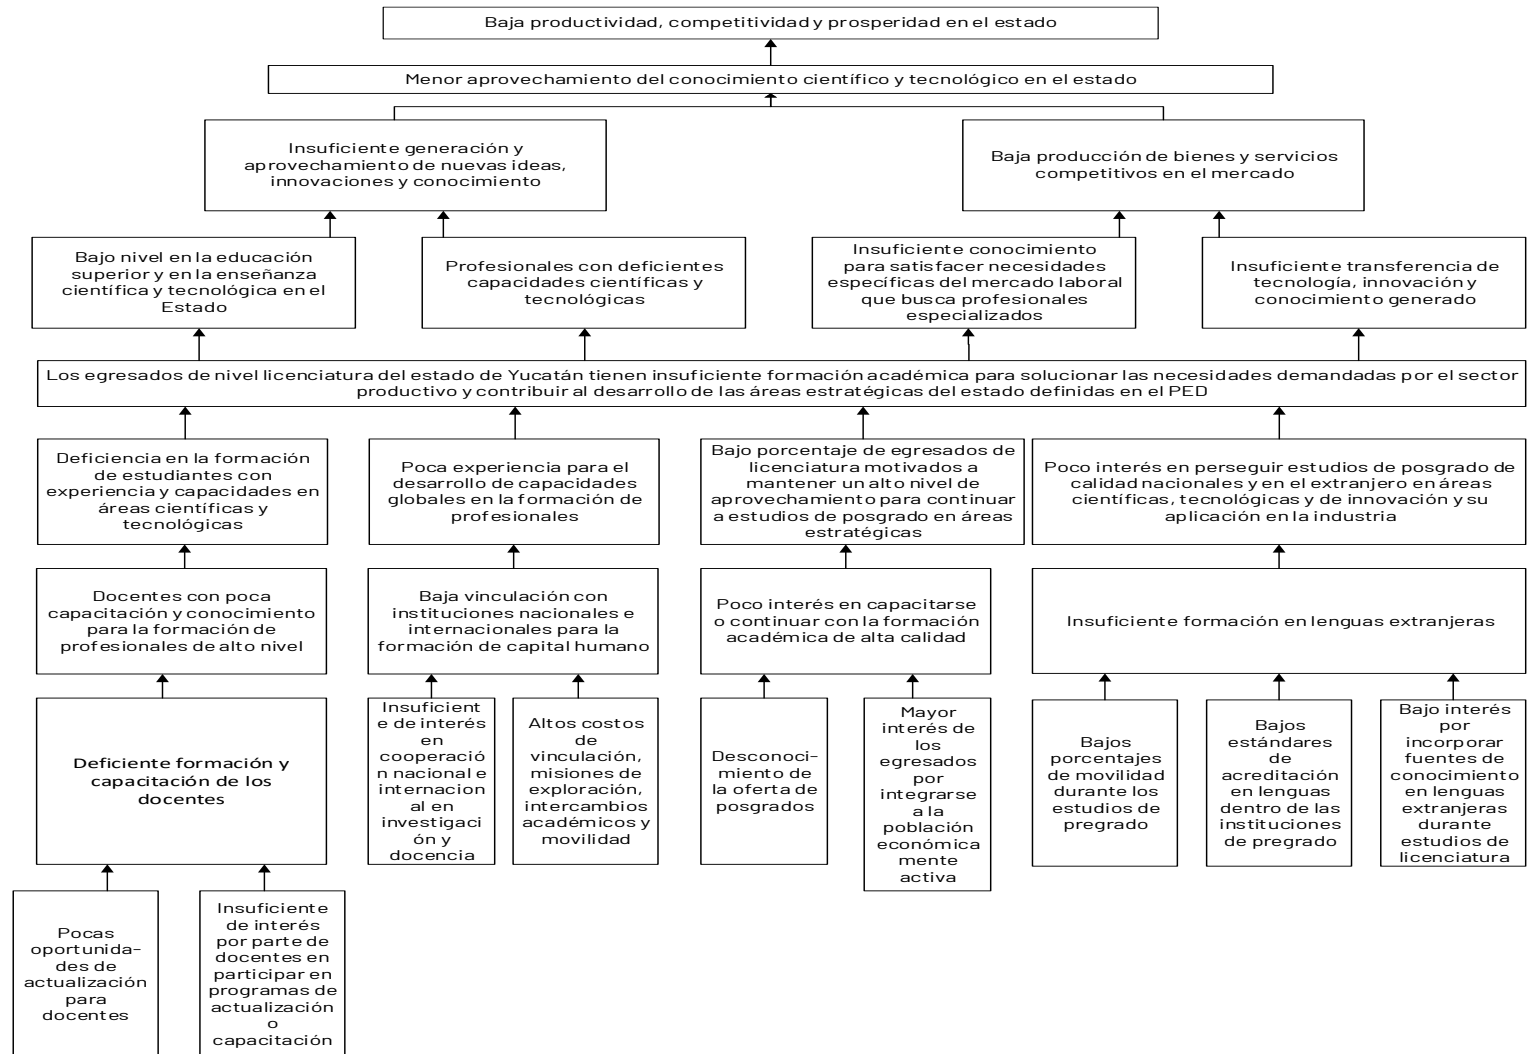 Baja productividad, competitividad y prosperidad en el estado
Menor aprovechamiento del conocimiento científico y tecnológico en el estado
Insuficiente generación y
aprovechamiento de nuevas ideas,
innovaciones y conocimiento
Baja producción de bienes y servicios
competitivos en el mercado
Bajo nivel en la educación
superior y en la enseñanza
científica y tecnológica en el
Estado
Profesionales con deficientes
capacidades científicas y
tecnológicas
Insuficiente conocimiento
para satisfacer necesidades
específicas del mercado laboral
que busca profesionales
especializados
Insuficiente transferencia de
tecnología, innovación y
conocimiento generado
Los egresados de nivel licenciatura del estado de Yucatán tienen insuficiente formación académica para solucionar las necesidades demandadas por el sector
productivo y contribuir al desarrollo de las áreas estratégicas del estado definidas en el PED
Deficiencia en la formación
de estudiantes con
experiencia y capacidades en
áreas científicas y
tecnológicas
Poca experiencia para el
desarrollo de capacidades
globales en la formación de
profesionales
Bajo porcentaje de egresados de
licenciatura motivados a
mantener un alto nivel de
aprovechamiento para continuar
a estudios de posgrado en áreas
estratégicas
Poco interés en perseguir estudios de posgrado de
calidad nacionales y en el extranjero en áreas
científicas, tecnológicas y de innovación y su
aplicación en la industria
Docentes con poca
capacitación y conocimiento
para la formación de
profesionales de alto nivel
Baja vinculación con
instituciones nacionales e
internacionales para la
formación de capital humano
Poco interés en capacitarse
o continuar con la formación
académica de alta calidad
Insuficiente formación en lenguas extranjeras
Deficiente formación y
capacitación de los
docentes
Insuficient
e de interés
en
cooperació
n nacional e
internacion
al en
investigaci
ón y
docencia
Altos costos
de
vinculación,
misiones de
exploración,
intercambios
académicos y
movilidad
Desconoci-
miento de
la oferta de
posgrados
Mayor
interés de
los
egresados
por
integrarse
a la
población
económica
mente
activa
Bajos
porcentajes
de movilidad
durante los
estudios de
pregrado
Bajos
estándares
de
acreditación
en lenguas
dentro de las
instituciones
de pregrado
Bajo interés
por
incorporar
fuentes de
conocimiento
en lenguas
extranjeras
durante
estudios de
licenciatura
Pocas
oportunida-
des de
actualización
para
docentes
Insuficiente
de interés
por parte de
docentes en
participar en
programas de
actualización
o
capacitación